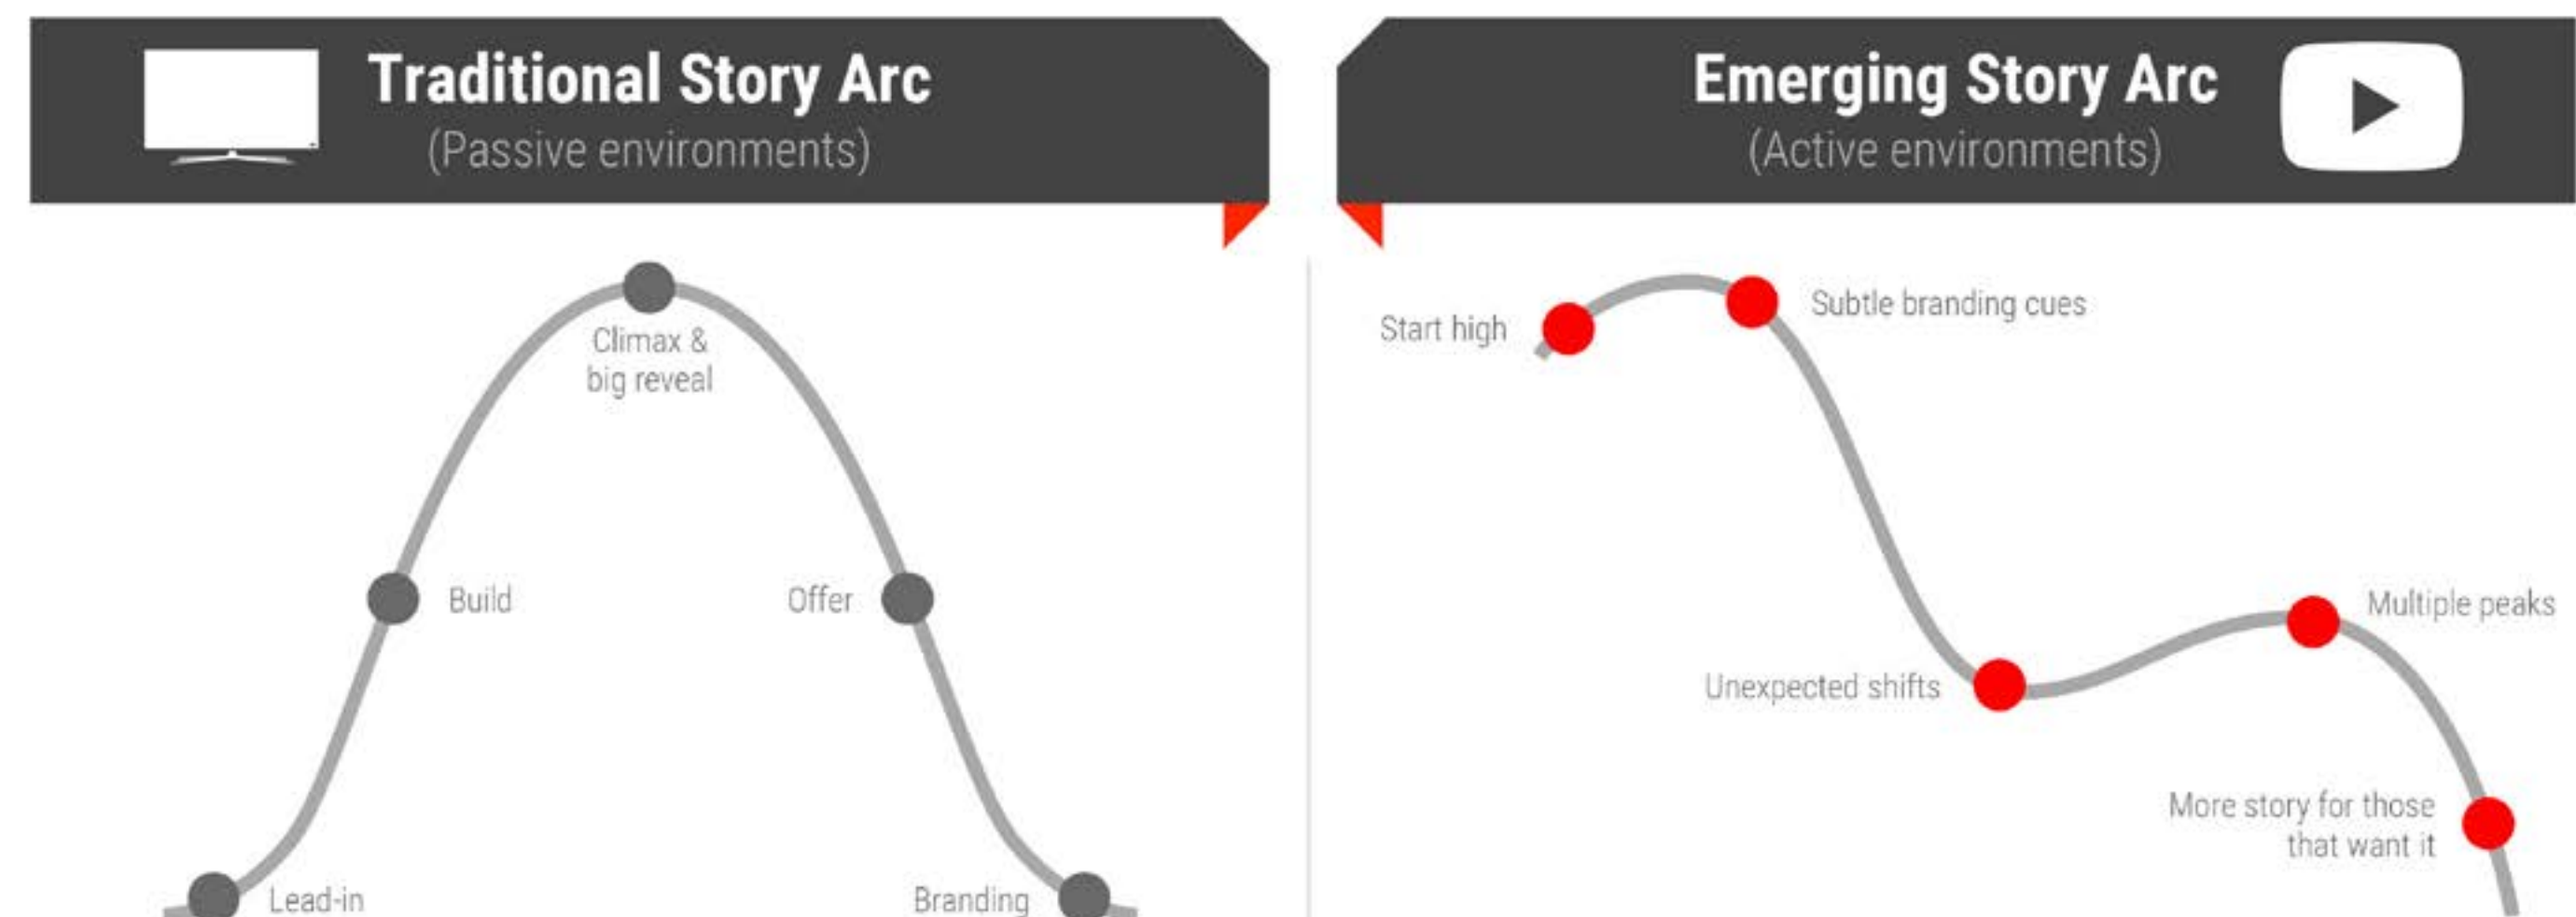 Traditional Story Arc
(Passive environments)
Climax &
big reveal
Build
Offer
Lead-in
Branding
Emerging Story Arc
(Active environments)
Start high
Subtle branding cues
Unexpected shifts
Multiple peaks
More story for those
that want it